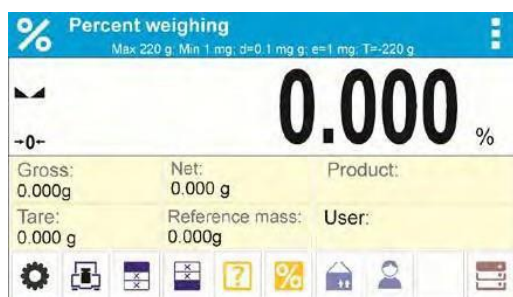 % Percent weighing
Max 220 g: Min 1 mg: d=0.1 mg g: e=1 mg: T=-220 g
0.000 %
→0←
Gross: Net: Product:
0.000g 0.000 g
Tare: Reference mass: User:
0.000 g 0.000g
? %